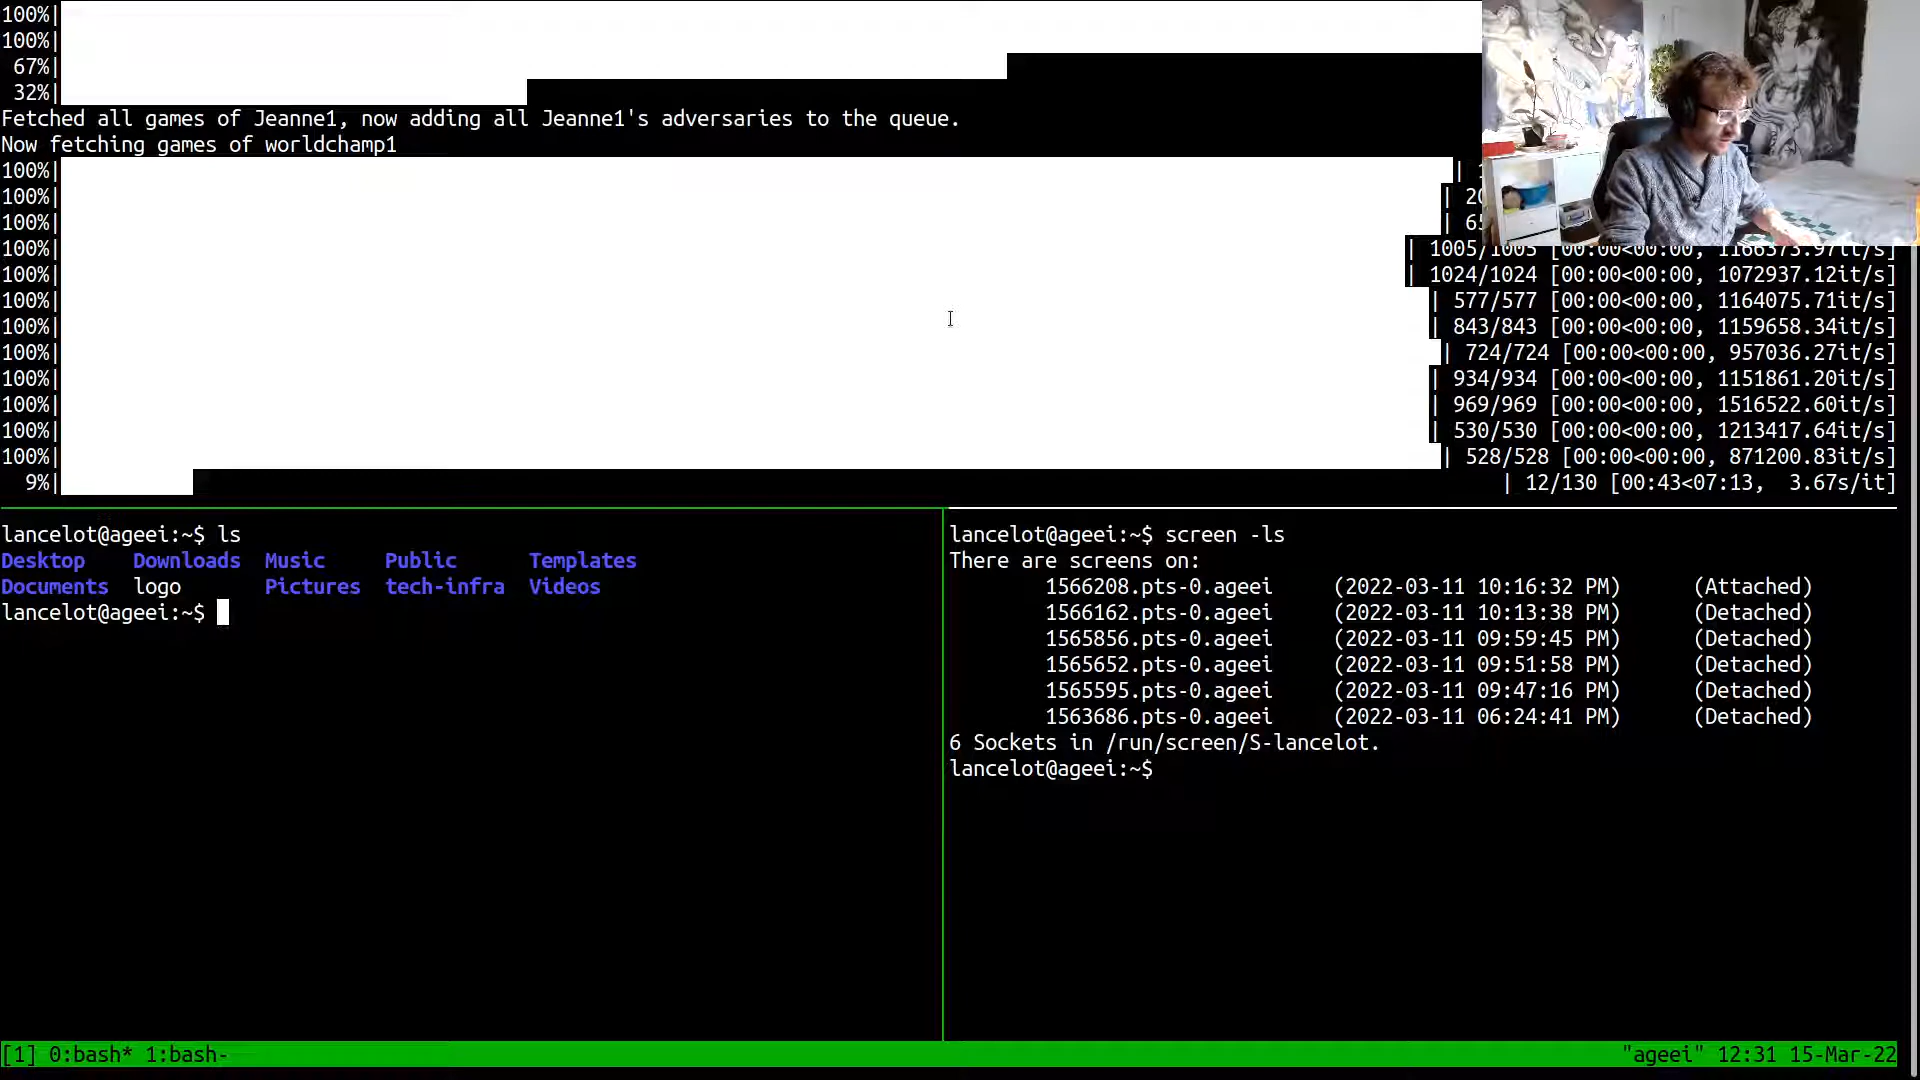 100%|
100%|
67%|
32%|
Fetched all games of Jeanne1, now adding all Jeanne1's adversaries to the queue.
Now fetching games of worldchamp1
100%| |
100%| |
100%| |
100%| | 1005/1005 [00:00<00:00, 1166373.97it/s]
100%| | 1024/1024 [00:00<00:00, 1072937.12it/s]
100%| | 577/577 [00:00<00:00, 1164075.71it/s]
100%| | 843/843 [00:00<00:00, 1159658.34it/s]
100%| | 724/724 [00:00<00:00, 957036.27it/s]
100%| | 934/934 [00:00<00:00, 1151861.20it/s]
100%| | 969/969 [00:00<00:00, 1516522.60it/s]
100%| | 530/530 [00:00<00:00, 1213417.64it/s]
100%| | 528/528 [00:00<00:00, 871200.83it/s]
9%| | 12/130 [00:43<07:13, 3.67s/it]
lancelot@ageei:~$ ls
Desktop Downloads Music Public Templates
Documents logo Pictures tech-infra Videos
lancelot@ageei:~$
lancelot@ageei:~$ screen -ls
There are screens on:
1566208.pts-0.ageei (2022-03-11 10:16:32 PM) (Attached)
1566162.pts-0.ageei (2022-03-11 10:13:38 PM) (Detached)
1565856.pts-0.ageei (2022-03-11 09:59:45 PM) (Detached)
1565652.pts-0.ageei (2022-03-11 09:51:58 PM) (Detached)
1565595.pts-0.ageei (2022-03-11 09:47:16 PM) (Detached)
1563686.pts-0.ageei (2022-03-11 06:24:41 PM) (Detached)
6 Sockets in /run/screen/S-lancelot.
lancelot@ageei:~$
[1] 0:bash* 1:bash- "ageei" 12:31 15-Mar-22